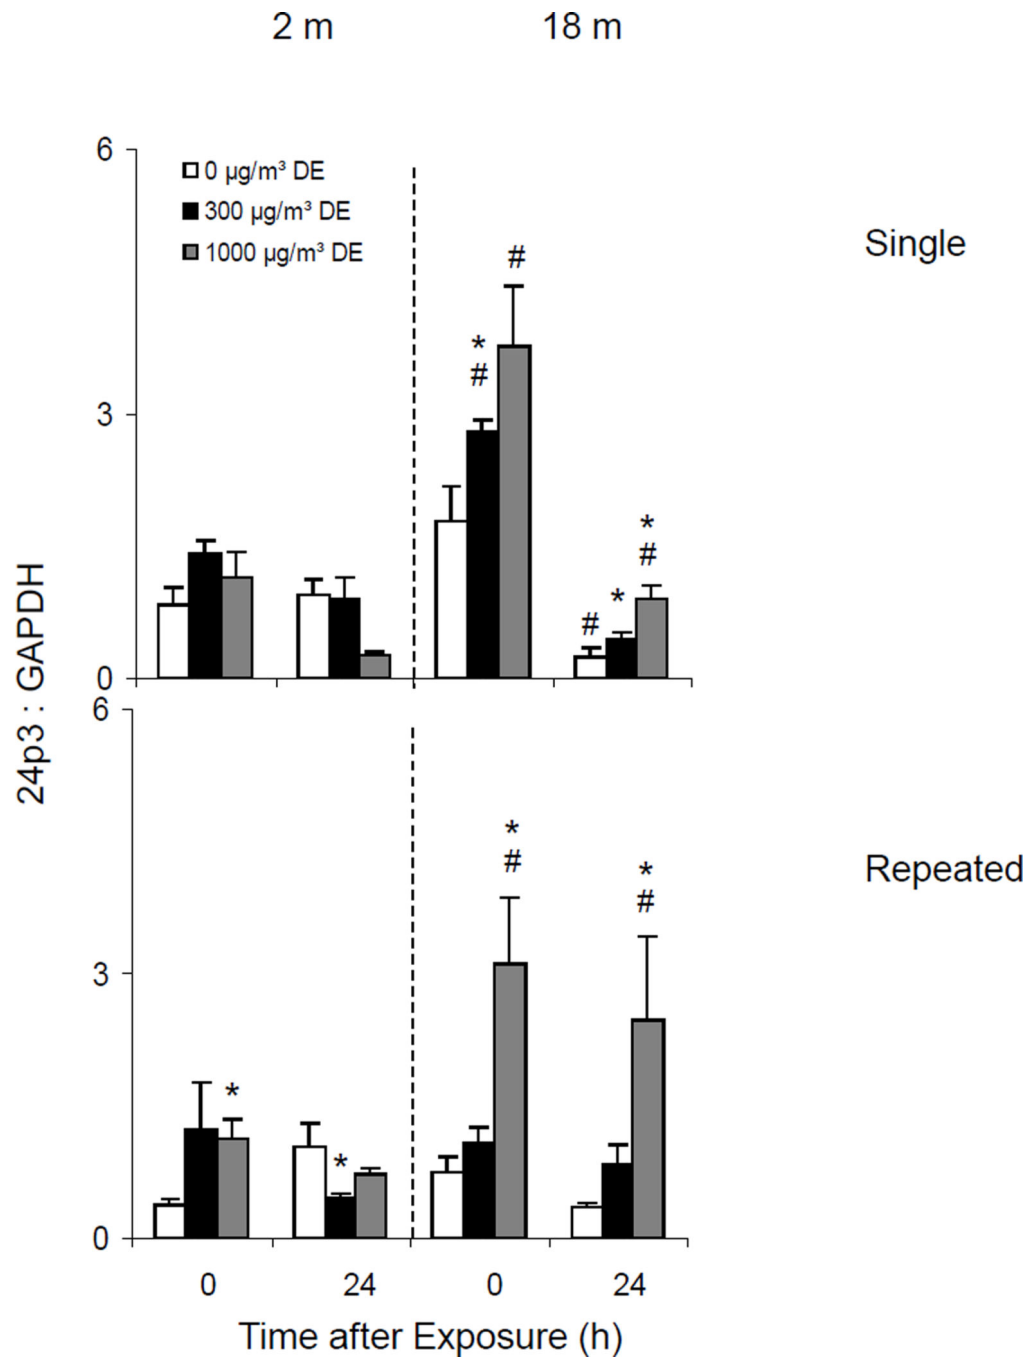 2 m 18 m
6
0 µg/m³ DE
300 µg/m³ DE
1000 µg/m³ DE
Single
#
*
#
3
*
#
#
*
0
24p3 : GAPDH
6
Repeated
*
#
*
#
3
*
*
0
0 24 0 24
Time after Exposure (h)